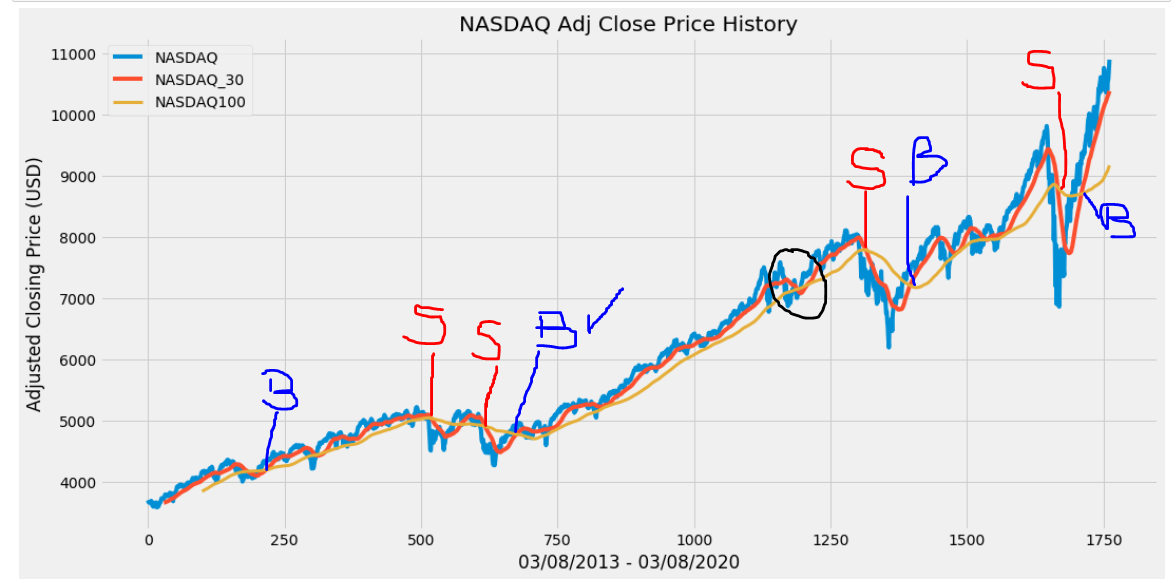 NASDAQ Adj Close Price History
NASDAQ
NASDAQ_30
NASDAQ100
Adjusted Closing Price (USD)
11000
10000
9000
8000
7000
6000
5000
4000
S
S
B
B
S
S
B
B
0
250
500
750
1000
1250
1500
1750
03/08/2013 - 03/08/2020